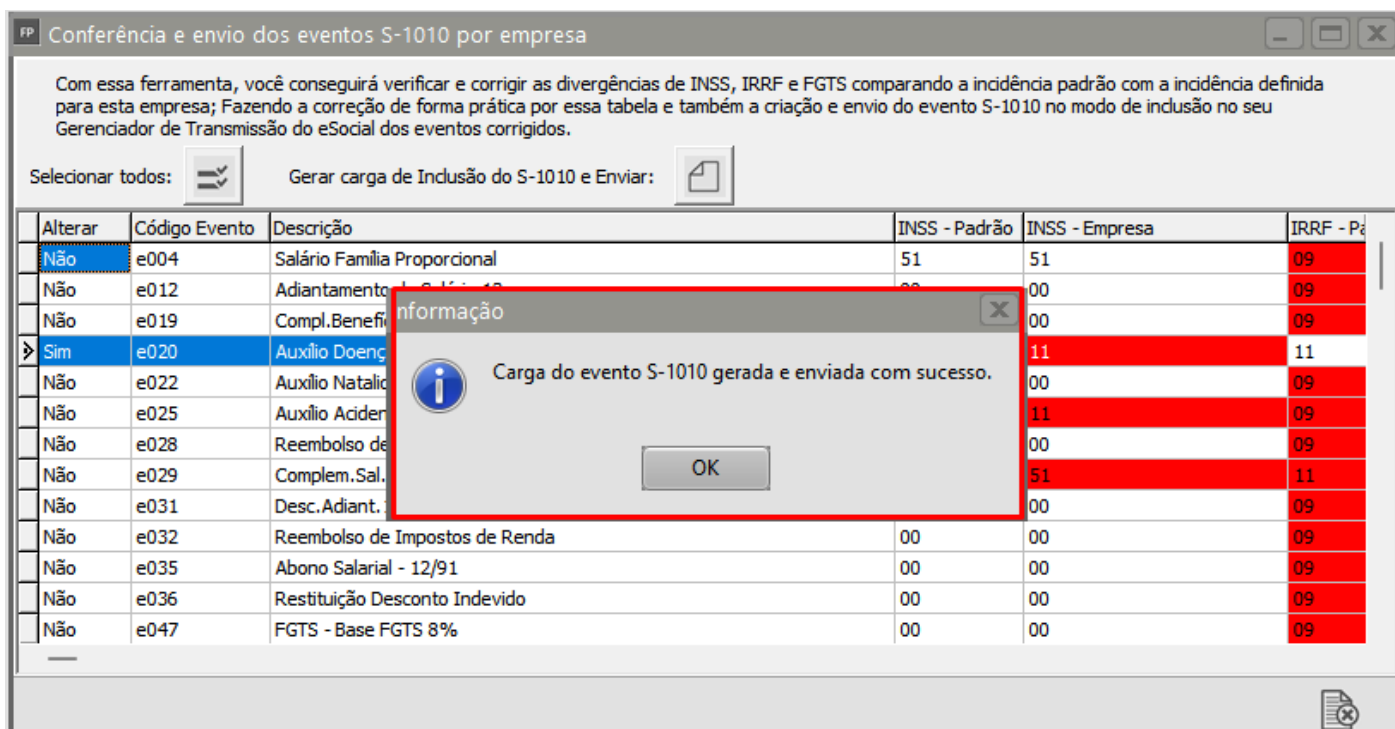 FP Conferência e envio dos eventos S-1010 por empresa
Com essa ferramenta, você conseguirá verificar e corrigir as divergências de INSS, IRRF e FGTS comparando a incidência padrão com a incidência definida
para esta empresa; Fazendo a correção de forma prática por essa tabela e também a criação e envio do evento S-1010 no modo de inclusão no seu
Gerenciador de Transmissão do eSocial dos eventos corrigidos.
Selecionar todos: Gerar carga de Inclusão do S-1010 e Enviar:
Alterar Código Evento Descrição INSS - Padrão INSS - Empresa IRRF -
Não e004 Salário Família Proporcional 51 51 09
Não e012 Adiantamento 00 09
Não e019 00 09
Sim e020 Auxílio 11 11
Não e022 Auxílio 00 09
Não e025 Auxílio 11 09
Não e028 Reembolso de 00 09
Não e029 Complem.Sal. 51 11
Não e031 Desc.Adiant. 00 09
Não e032 Reembolso de Impostos de Renda 00 00 09
Não e035 Abono Salarial - 12/91 00 00 09
Não e036 Restituição Desconto Indevido 00 00 09
Não e047 FGTS - Base FGTS 8% 00 00 09
nformação
Carga do evento S-1010 gerada e enviada com sucesso.
OK